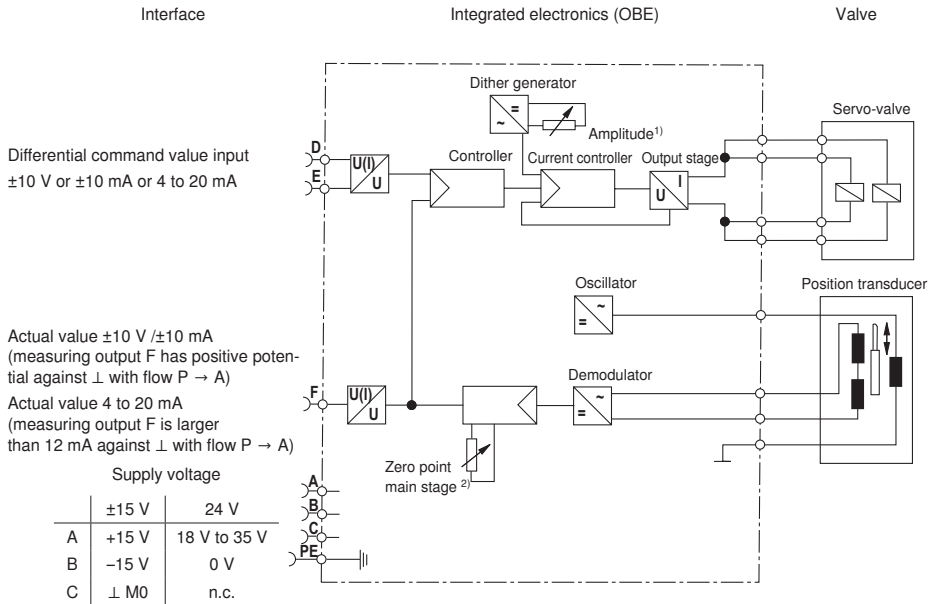 Interface
Integrated electronics (OBE)
Valve
Dither generator
=
~
Amplitude1)
Servo-valve
Differential command value input
±10 V or ±10 mA or 4 to 20 mA
D
E
U(I)
U
Controller
Current controller
Output stage
I
U
Oscillator
~
=
Position transducer
Actual value ±10 V /±10 mA
(measuring output F has positive poten-
tial against ⊥ with flow P → A)
Actual value 4 to 20 mA
(measuring output F is larger
than 12 mA against ⊥ with flow P → A)
F
U(I)
U
Demodulator
~
=
Zero point
main stage 2)
Supply voltage
±15 V 24 V
A +15 V 18 V to 35 V
B –15 V 0 V
C ⊥ M0 n.c.
A
B
C
PE